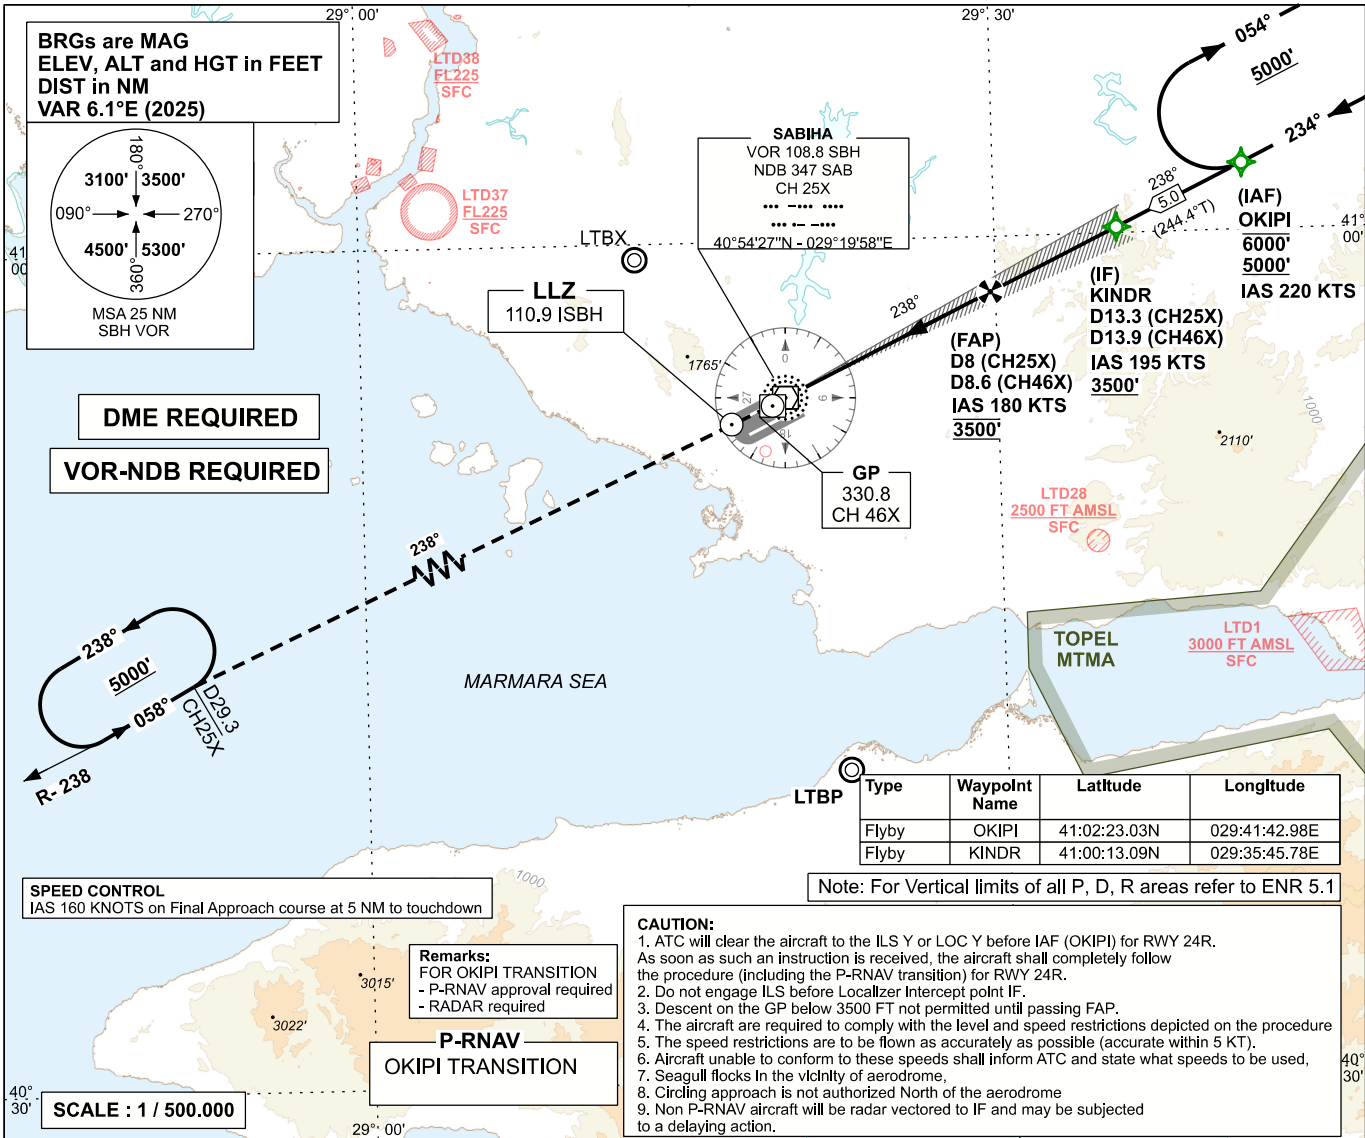 29° 00'
29° 30'
BRGs are MAG
ELEV, ALT and HGT in FEET
DIST in NM
VAR 6.1°E (2025)
180°
3100' 3500'
090° 270°
4500' 5300'
360°
MSA 25 NM
SBH VOR
LTD38
FL225
SFC
LTD37
FL225
SFC
SABIHA
VOR 108.8 SBH
NDB 347 SAB
CH 25X
40°54'27"N - 029°19'58"E
054°
5000'
234°
238°
5.0
(244.4°T)
(IAF)
OKIPI
6000'
5000'
IAS 220 KTS
41°
00'
41
00'
LTBX
LLZ
110.9 ISBH
1765'
238°
(IF)
KINDR
D13.3 (CH25X)
D13.9 (CH46X)
IAS 195 KTS
3500'
(FAP)
D8 (CH25X)
D8.6 (CH46X)
IAS 180 KTS
3500'
0
27
9
18
1000
2110'
DME REQUIRED
VOR-NDB REQUIRED
GP
330.8
CH 46X
LTD28
2500 FT AMSL
SFC
238°
238°
5000'
058°
D29.3
CH25X
R- 238
MARMARA SEA
TOPEL
MTMA
LTD1
3000 FT AMSL
SFC
LTBP
Type Waypoint Name Latitude Longitude
Flyby OKIPI 41:02:23.03N 029:41:42.98E
Flyby KINDR 41:00:13.09N 029:35:45.78E
Note: For Vertical limits of all P, D, R areas refer to ENR 5.1
SPEED CONTROL
IAS 160 KNOTS on Final Approach course at 5 NM to touchdown
1000
3015'
3022'
Remarks:
FOR OKIPI TRANSITION
- P-RNAV approval required
- RADAR required
P-RNAV
OKIPI TRANSITION
CAUTION:
1. ATC will clear the aircraft to the ILS Y or LOC Y before IAF (OKIPI) for RWY 24R.
As soon as such an instruction is received, the aircraft shall completely follow
the procedure (including the P-RNAV transition) for RWY 24R.
2. Do not engage ILS before Localizer Intercept point IF.
3. Descent on the GP below 3500 FT not permitted until passing FAP.
4. The aircraft are required to comply with the level and speed restrictions depicted on the procedure
5. The speed restrictions are to be flown as accurately as possible (accurate within 5 KT).
6. Aircraft unable to conform to these speeds shall inform ATC and state what speeds to be used,
7. Seagull flocks in the vicinity of aerodrome,
8. Circling approach is not authorized North of the aerodrome
9. Non P-RNAV aircraft will be radar vectored to IF and may be subjected
to a delaying action.
40°
30'
40°
30'
SCALE : 1 / 500.000
29° 00'